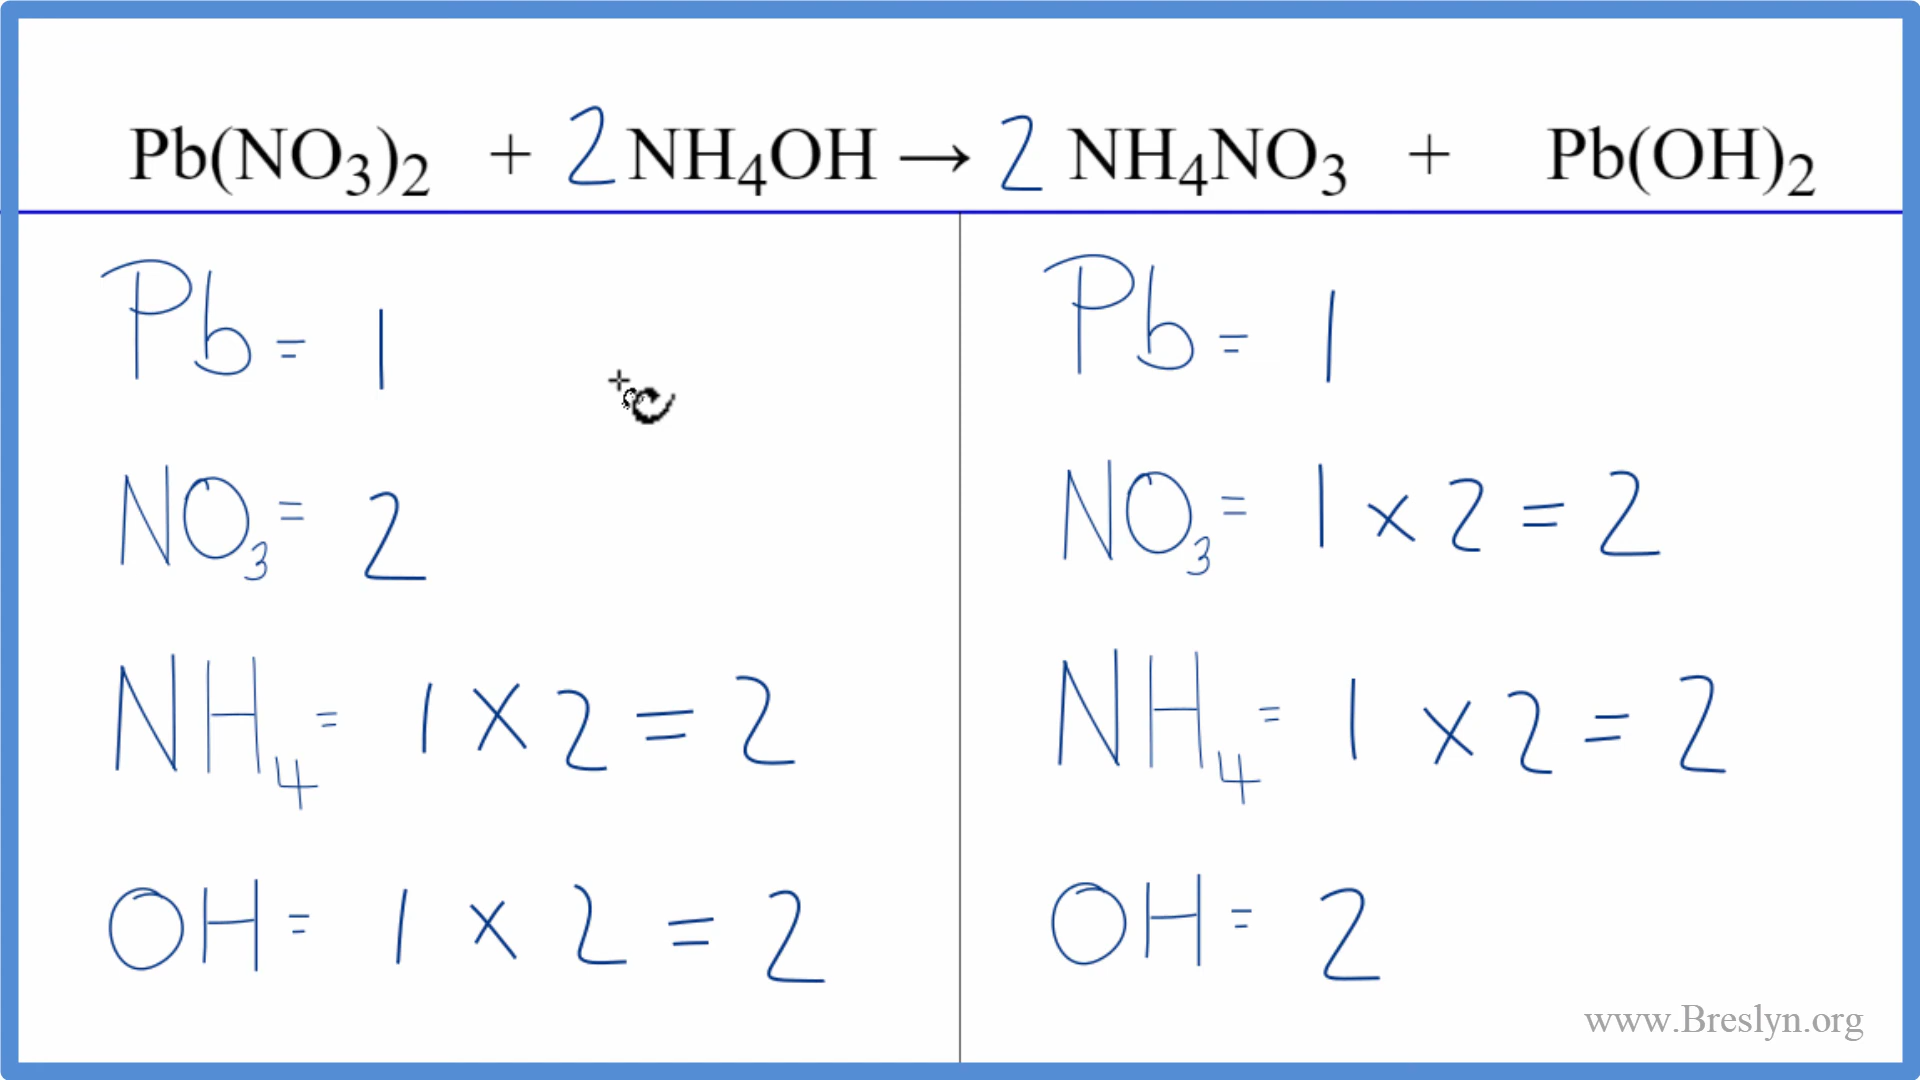 Pb(NO₃)₂ + 2 NH₄OH → 2 NH₄NO₃ + Pb(OH)₂
Pb = 1
NO₃ = 2
NH₄ = 1 x 2 = 2
OH = 1 x 2 = 2
Pb = 1
NO₃ = 1 x 2 = 2
NH₄ = 1 x 2 = 2
OH = 2
www.Breslyn.org